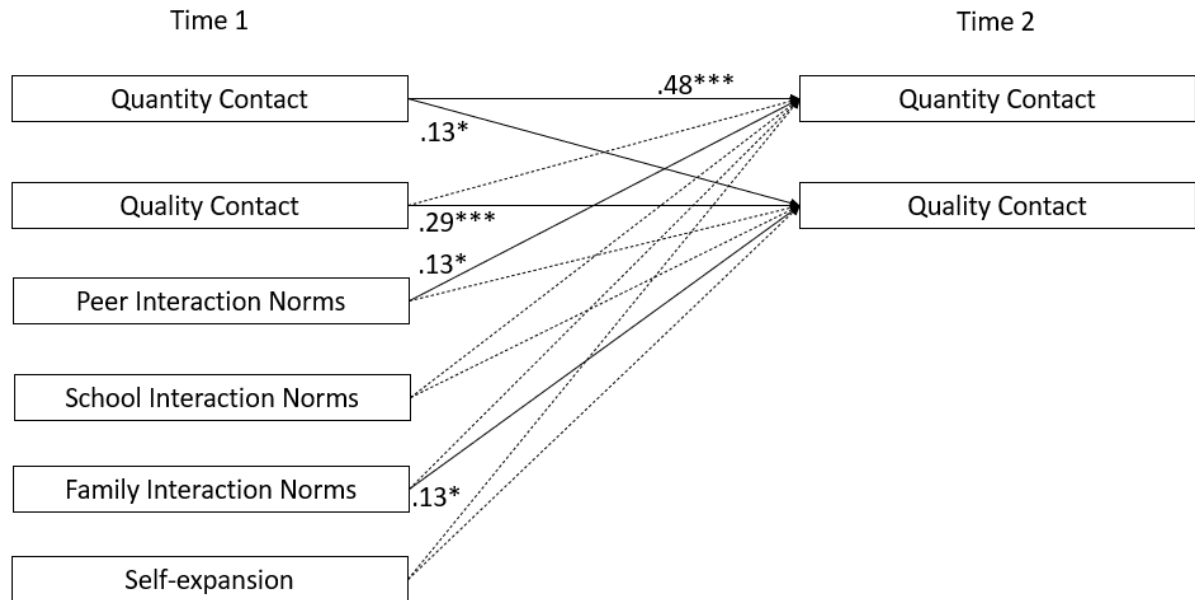 Time 1
Time 2
Quantity Contact
.48***
Quantity Contact
.13*
Quality Contact
Quality Contact
.29***
.13*
Peer Interaction Norms
School Interaction Norms
Family Interaction Norms
.13*
Self-expansion